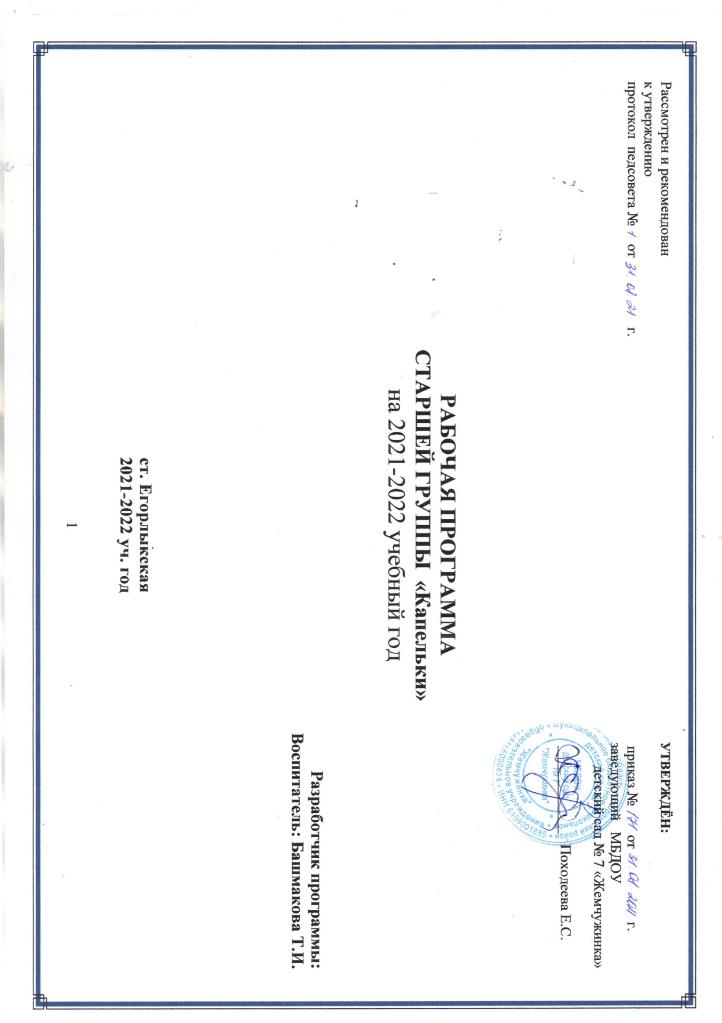 Рассмотрен и рекомендован
к утверждению
протокол педсовета № 1 от 31 08 21 г.
УТВЕРЖДЁН:
приказ № 171 от 31 08 2021 г.
заведующий МБДОУ
детский сад № 7 «Жемчужинка»
Походеева Е.С.
РАБОЧАЯ ПРОГРАММА
СТАРШЕЙ ГРУППЫ «Капельки»
на 2021-2022 учебный год
Разработчик программы:
Воспитатель: Башмакова Т.И.
ст. Егорлыкская
2021-2022 уч. год
1